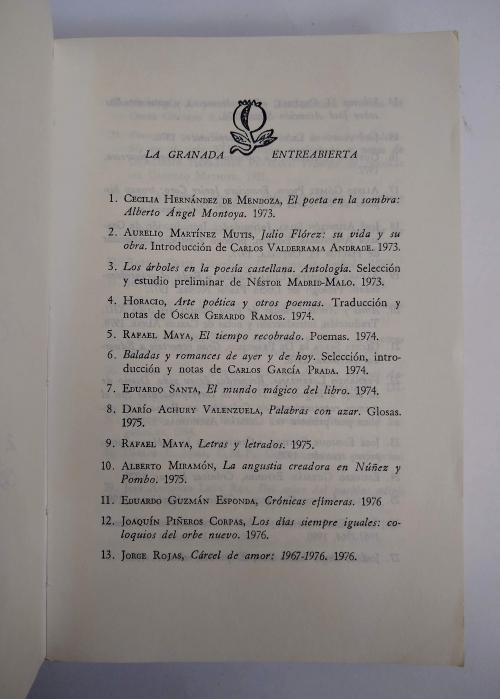 LA GRANADA ENTREABIERTA
1. Cecilia Hernández de Mendoza, El poeta en la sombra:
Alberto Ángel Montoya. 1973.
2. Aurelio Martínez Mutis, Julio Flórez: su vida y su
obra. Introducción de Carlos Valderrama Andrade. 1973.
3. Los árboles en la poesía castellana. Antología. Selección
y estudio preliminar de Néstor Madrid-Malo. 1973.
4. Horacio, Arte poética y otros poemas. Traducción y
notas de Óscar Gerardo Ramos. 1974.
5. Rafael Maya, El tiempo recobrado. Poemas. 1974.
6. Baladas y romances de ayer y de hoy. Selección, intro-
ducción y notas de Carlos García Prada. 1974.
7. Eduardo Santa, El mundo mágico del libro. 1974.
8. Darío Achury Valenzuela, Palabras con azar. Glosas.
1975.
9. Rafael Maya, Letras y letrados. 1975.
10. Alberto Miramón, La angustia creadora en Núñez y
Pombo. 1975.
11. Eduardo Guzmán Esponda, Crónicas efímeras. 1976
12. Joaquín Piñeros Corpas, Los días siempre iguales: co-
loquios del orbe nuevo. 1976.
13. Jorge Rojas, Cárcel de amor: 1967-1976. 1976.